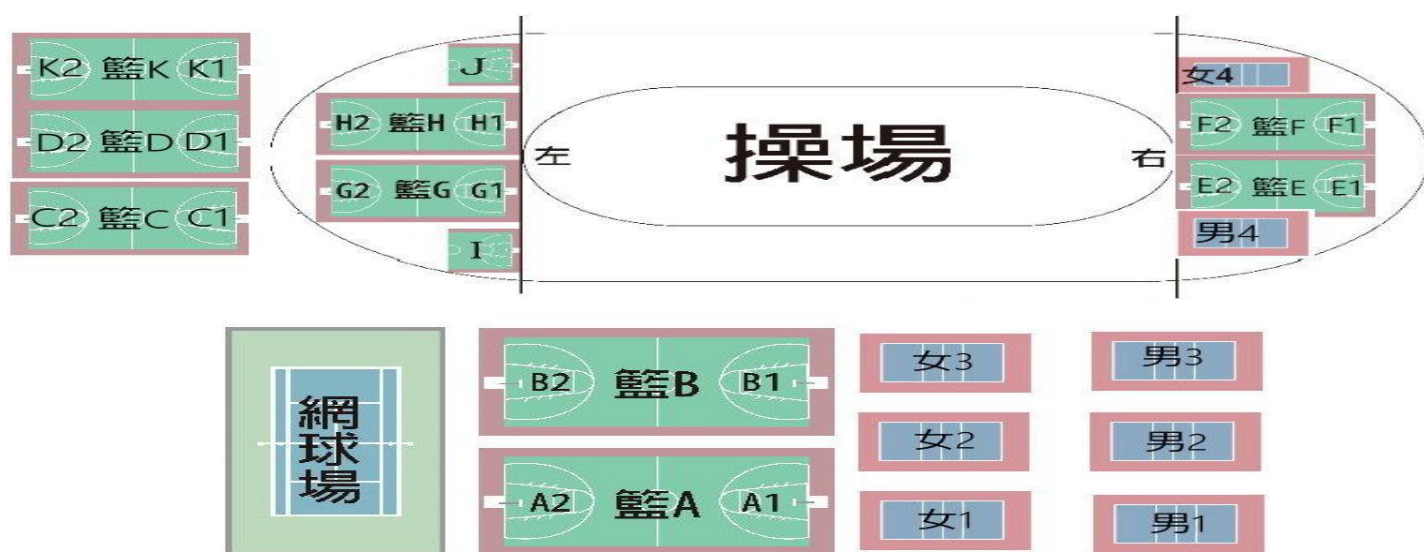 K2 籃K K1
D2 籃D D1
C2 籃C C1
J
H2 籃H H1
G2 籃G G1
I
左
操場
右
女4
F2 籃F F1
E2 籃E E1
男4
網球場
B2 籃B B1
A2 籃A A1
女3
男3
女2
男2
女1
男1